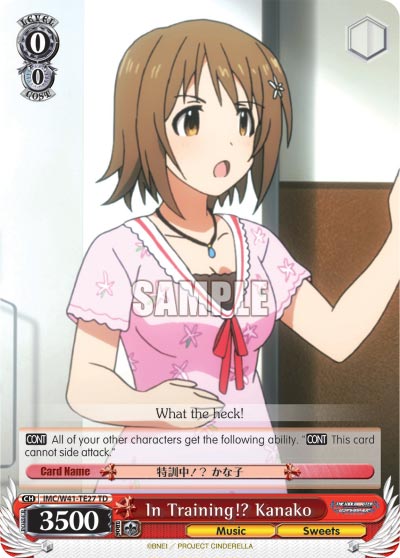 LEVEL
0
0
COST
SAMPLE
What the heck!
CONT All of your other characters get the following ability. "CONT This card
cannot side attack."
Card Name
特訓中！？ かな子
CH IMC/W41-TE27 TD
3500
In Training!? Kanako
Music
Sweets
©BNEI / PROJECT CINDERELLA